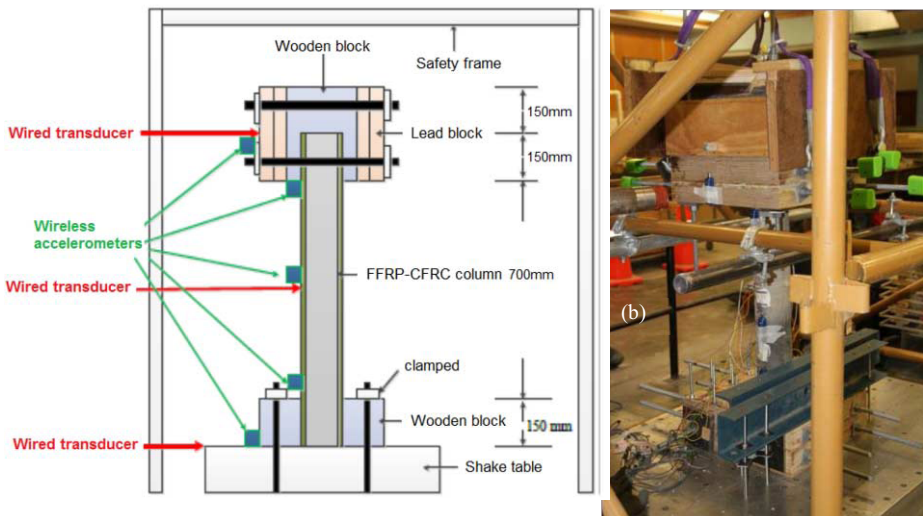 Wooden block
Safety frame
150mm
Wired transducer
Lead block
150mm
Wireless
accelerometers
FFRP-CFRC column 700mm
Wired transducer
(b)
clamped
Wooden block
150 mm
Wired transducer
Shake table